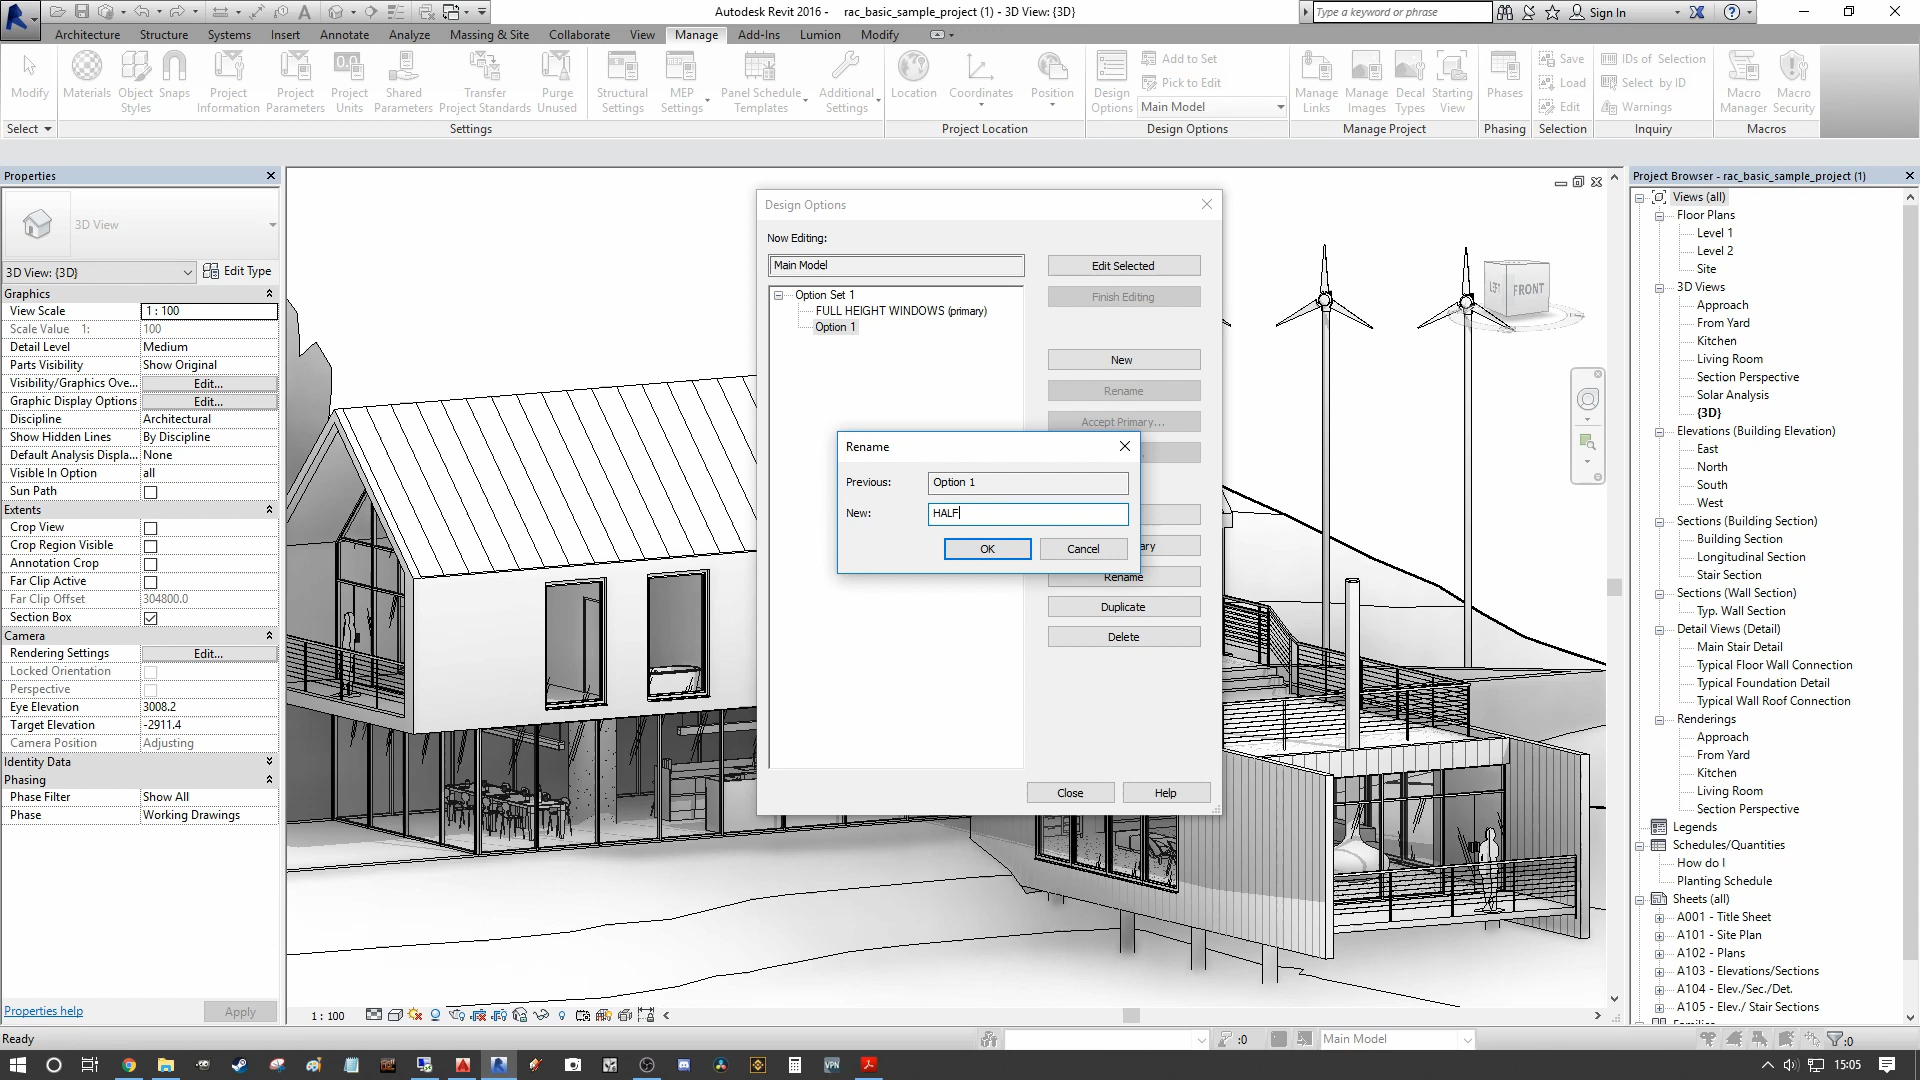 Autodesk Revit 2016 - rac_basic_sample_project (1) - 3D View: {3D}
Type a keyword or phrase
Sign In
Architecture Structure Systems Insert Annotate Analyze Massing & Site Collaborate View Manage Add-Ins Lumion Modify
Modify
Materials
Object Styles
Snaps
Project Information
Project Parameters
Project Units
Shared Parameters
Transfer Project Standards
Purge Unused
Structural Settings
MEP Settings
Panel Schedule Templates
Additional Settings
Location
Coordinates
Position
Design Options
Add to Set
Pick to Edit
Main Model
Manage Links
Manage Images
Decal Types
Starting View
Phases
Save
Load
Edit
IDs of Selection
Select by ID
Warnings
Macro Manager
Macro Security
Select
Settings
Project Location
Design Options
Manage Project
Phasing
Selection
Inquiry
Macros
Properties
3D View
3D View: {3D}
Edit Type
Graphics
View Scale 1 : 100
Scale Value 1: 100
Detail Level Medium
Parts Visibility Show Original
Visibility/Graphics Ove... Edit...
Graphic Display Options Edit...
Discipline Architectural
Show Hidden Lines By Discipline
Default Analysis Displa... None
Visible In Option all
Sun Path
Extents
Crop View
Crop Region Visible
Annotation Crop
Far Clip Active
Far Clip Offset 304800.0
Section Box
Camera
Rendering Settings Edit...
Locked Orientation
Perspective
Eye Elevation 3008.2
Target Elevation -2911.4
Camera Position Adjusting
Identity Data
Phasing
Phase Filter Show All
Phase Working Drawings
Properties help
Apply
Design Options
Now Editing:
Main Model
Edit Selected
Finish Editing
Option Set 1
FULL HEIGHT WINDOWS (primary)
Option 1
New
Rename
Accept Primary...
Rename
Previous: Option 1
New: HALF
OK
Cancel
ary
Rename
Duplicate
Delete
Close
Help
LEFT
FRONT
Project Browser - rac_basic_sample_project (1)
Views (all)
Floor Plans
Level 1
Level 2
Site
3D Views
Approach
From Yard
Kitchen
Living Room
Section Perspective
Solar Analysis
{3D}
Elevations (Building Elevation)
East
North
South
West
Sections (Building Section)
Building Section
Longitudinal Section
Stair Section
Sections (Wall Section)
Typ. Wall Section
Detail Views (Detail)
Main Stair Detail
Typical Floor Wall Connection
Typical Foundation Detail
Typical Wall Roof Connection
Renderings
Approach
From Yard
Kitchen
Living Room
Section Perspective
Legends
Schedules/Quantities
How do I
Planting Schedule
Sheets (all)
A001 - Title Sheet
A101 - Site Plan
A102 - Plans
A103 - Elevations/Sections
A104 - Elev./Sec./Det.
A105 - Elev./ Stair Sections
1 : 100
Ready
:0
Main Model
:0
VPN
15:05